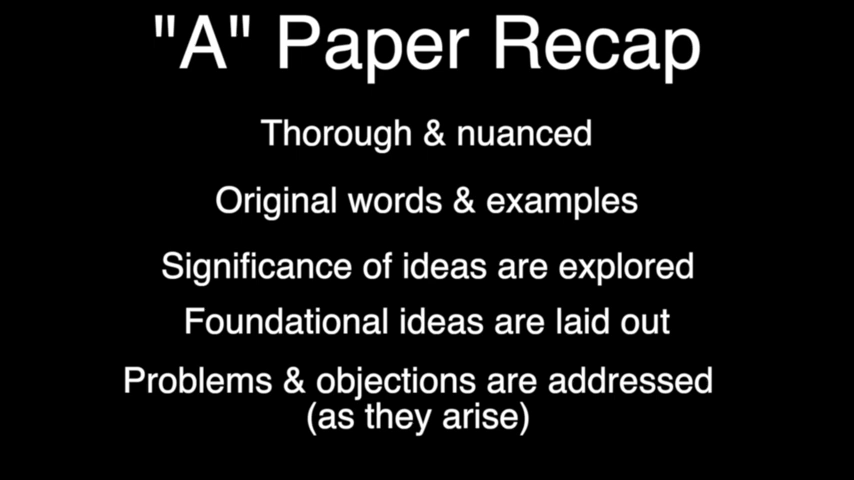 "A" Paper Recap
Thorough & nuanced
Original words & examples
Significance of ideas are explored
Foundational ideas are laid out
Problems & objections are addressed
(as they arise)